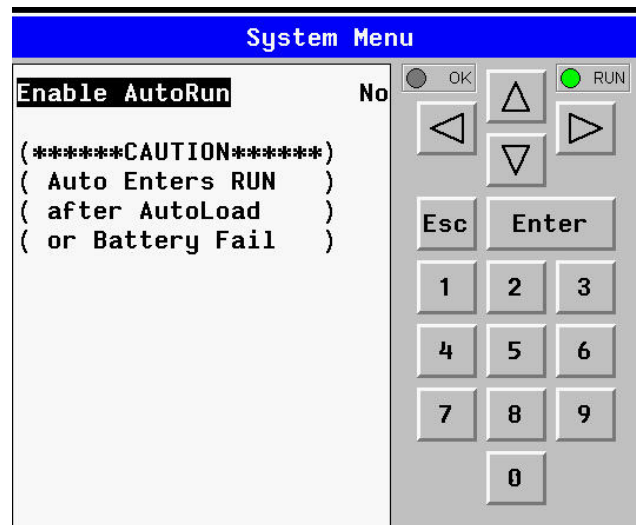 System Menu
OK
RUN
Enable AutoRun No
(******CAUTION******)
( Auto Enters RUN )
( after AutoLoad )
( or Battery Fail )
Esc Enter
1 2 3
4 5 6
7 8 9
0